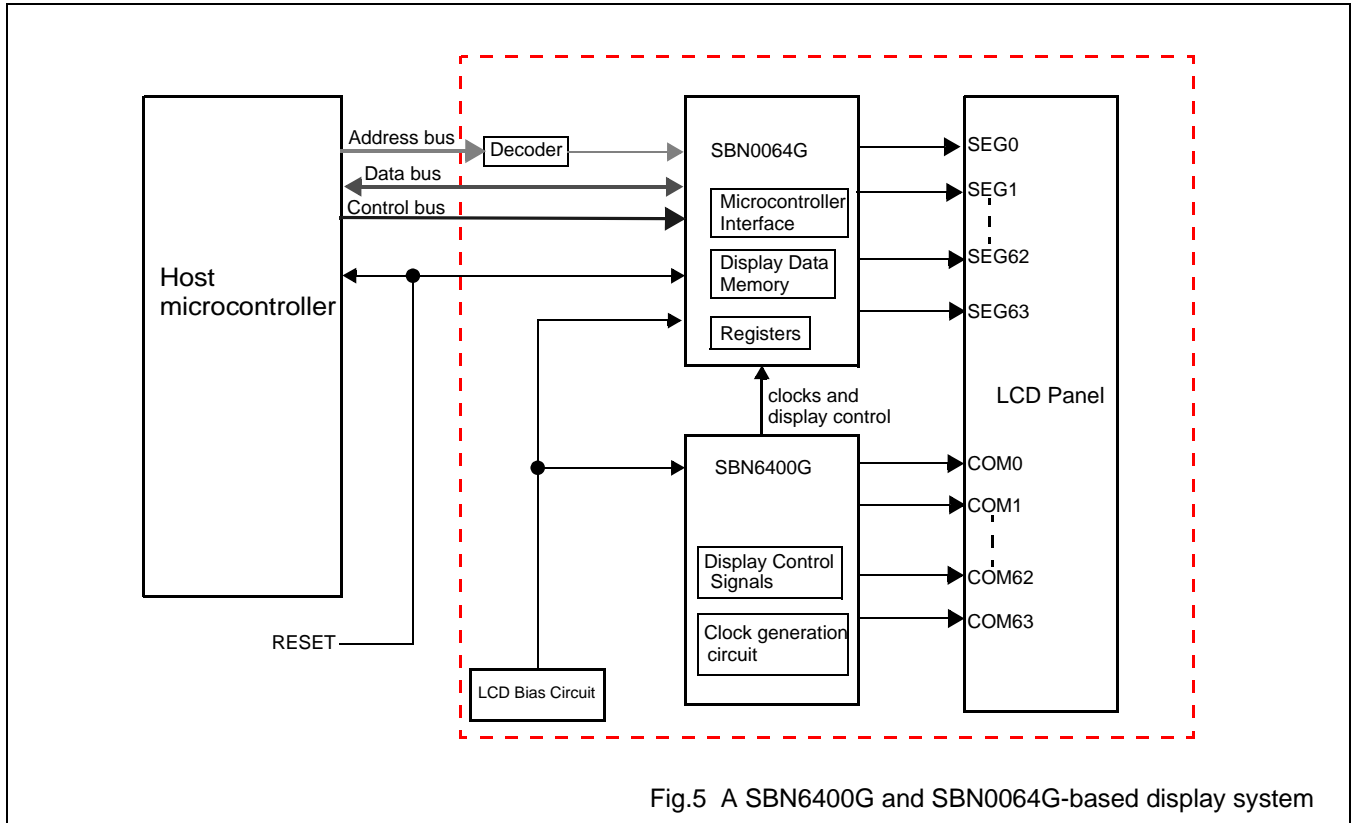 Host
microcontroller
Address bus
Decoder
Data bus
Control bus
RESET
LCD Bias Circuit
SBN0064G
Microcontroller
Interface
Display Data
Memory
Registers
clocks and
display control
SBN6400G
Display Control
Signals
Clock generation
circuit
SEG0
SEG1
SEG62
SEG63
LCD Panel
COM0
COM1
COM62
COM63
Fig.5 A SBN6400G and SBN0064G-based display system